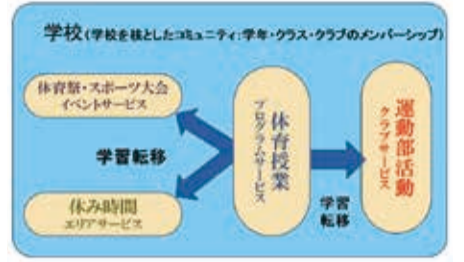 学校(学校を核としたコミュニティ:学年・クラス・クラブのメンバーシップ)
体育祭・スポーツ大会
イベントサービス
学習転移
休み時間
エリアサービス
体育授業
プログラムサービス
学習
転移
運動部活動
クラブサービス